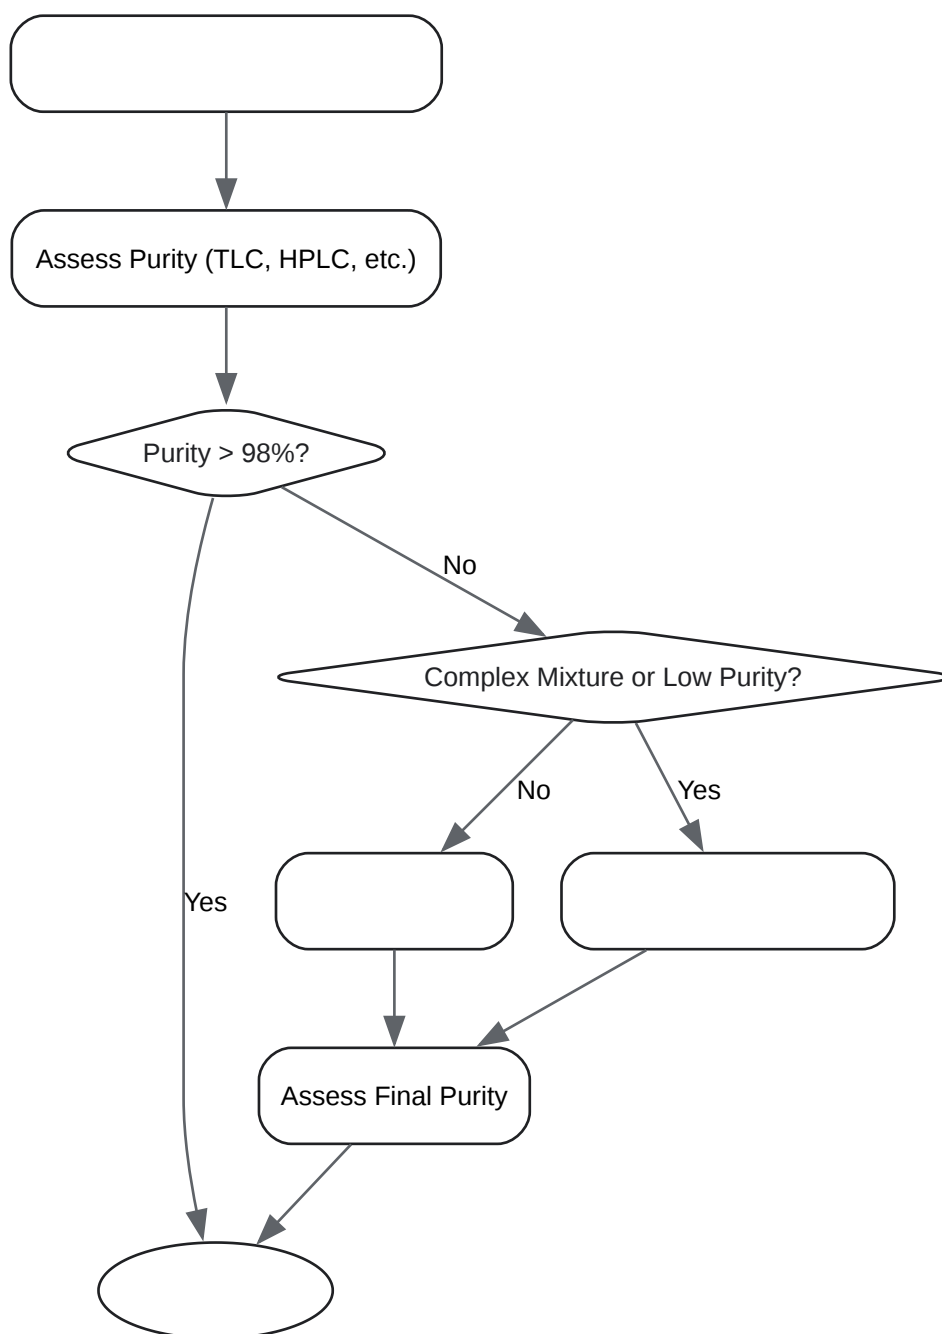 Assess Purity (TLC, HPLC, etc.)
Purity > 98%?
No
Complex Mixture or Low Purity?
No
Yes
Yes
Assess Final Purity